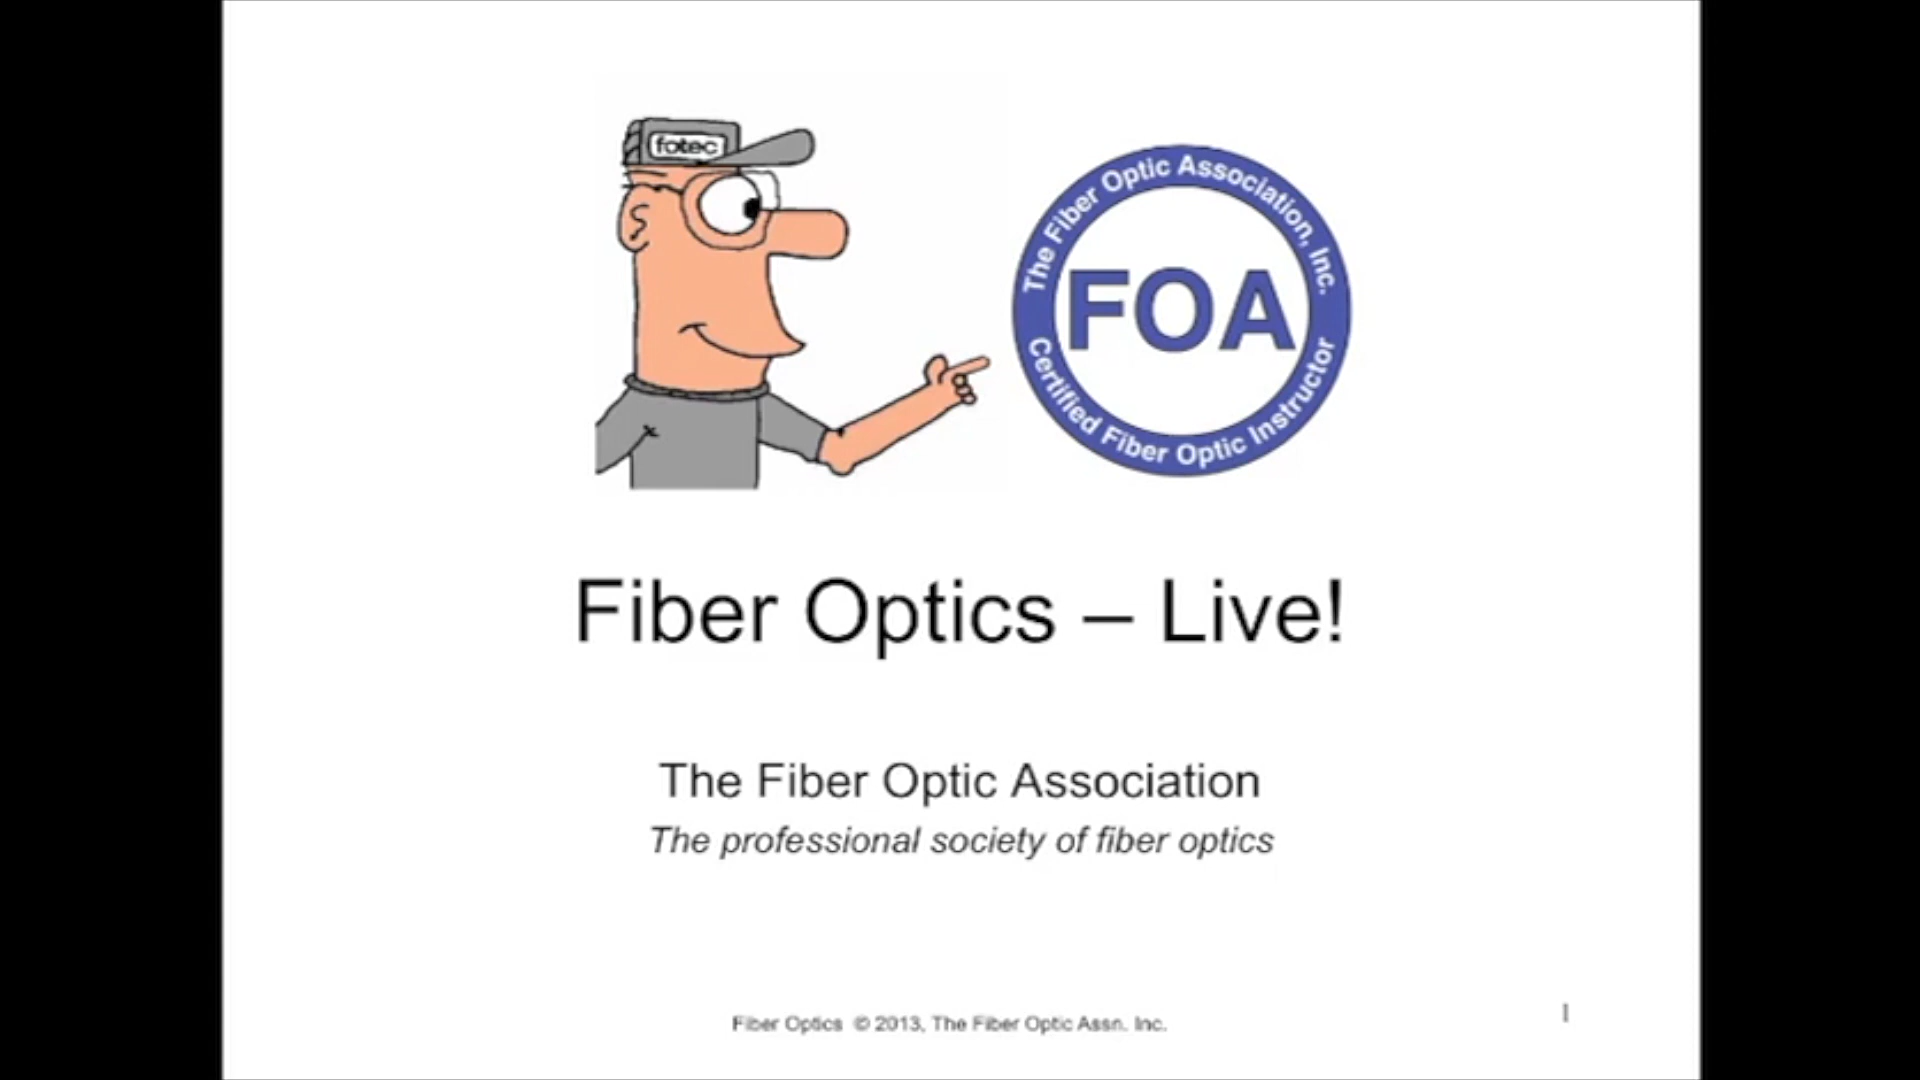 fotec
The Fiber Optic Association, Inc.
FOA
Certified Fiber Optic Instructor
Fiber Optics – Live!
The Fiber Optic Association
The professional society of fiber optics
Fiber Optics © 2013, The Fiber Optic Assn. Inc.
1